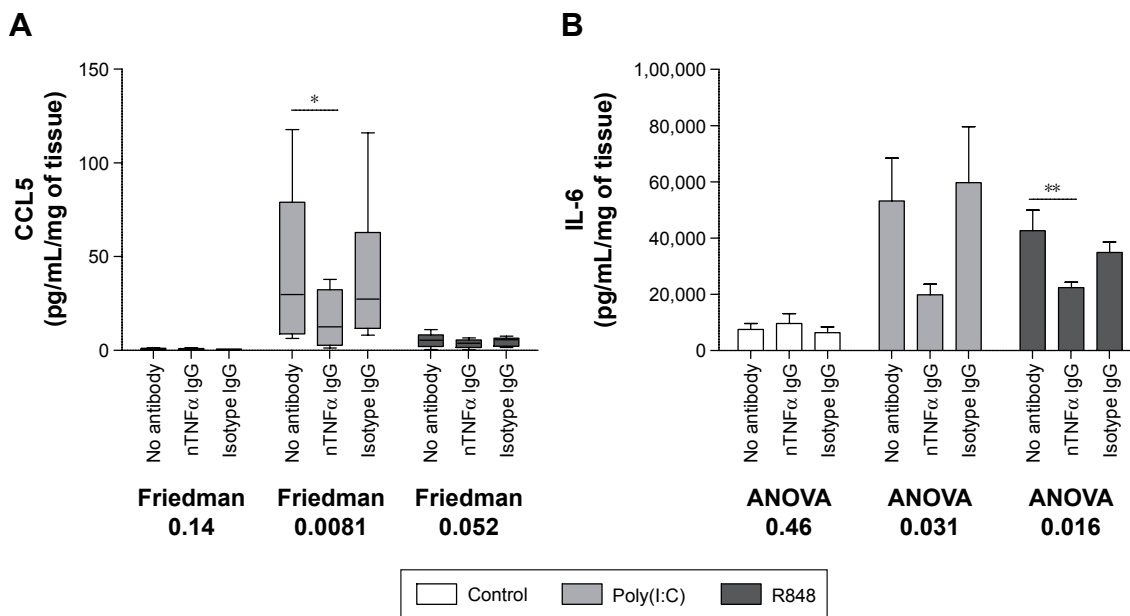 A
CCL5
(pg/mL/mg of tissue)
150
100
50
0
*
No antibody
nTNFα IgG
Isotype IgG
No antibody
nTNFα IgG
Isotype IgG
No antibody
nTNFα IgG
Isotype IgG
Friedman
0.14
Friedman
0.0081
Friedman
0.052
B
IL-6
(pg/mL/mg of tissue)
1,00,000
80,000
60,000
40,000
20,000
0
**
No antibody
nTNFα IgG
Isotype IgG
No antibody
nTNFα IgG
Isotype IgG
No antibody
nTNFα IgG
Isotype IgG
ANOVA
0.46
ANOVA
0.031
ANOVA
0.016
Control
Poly(I:C)
R848